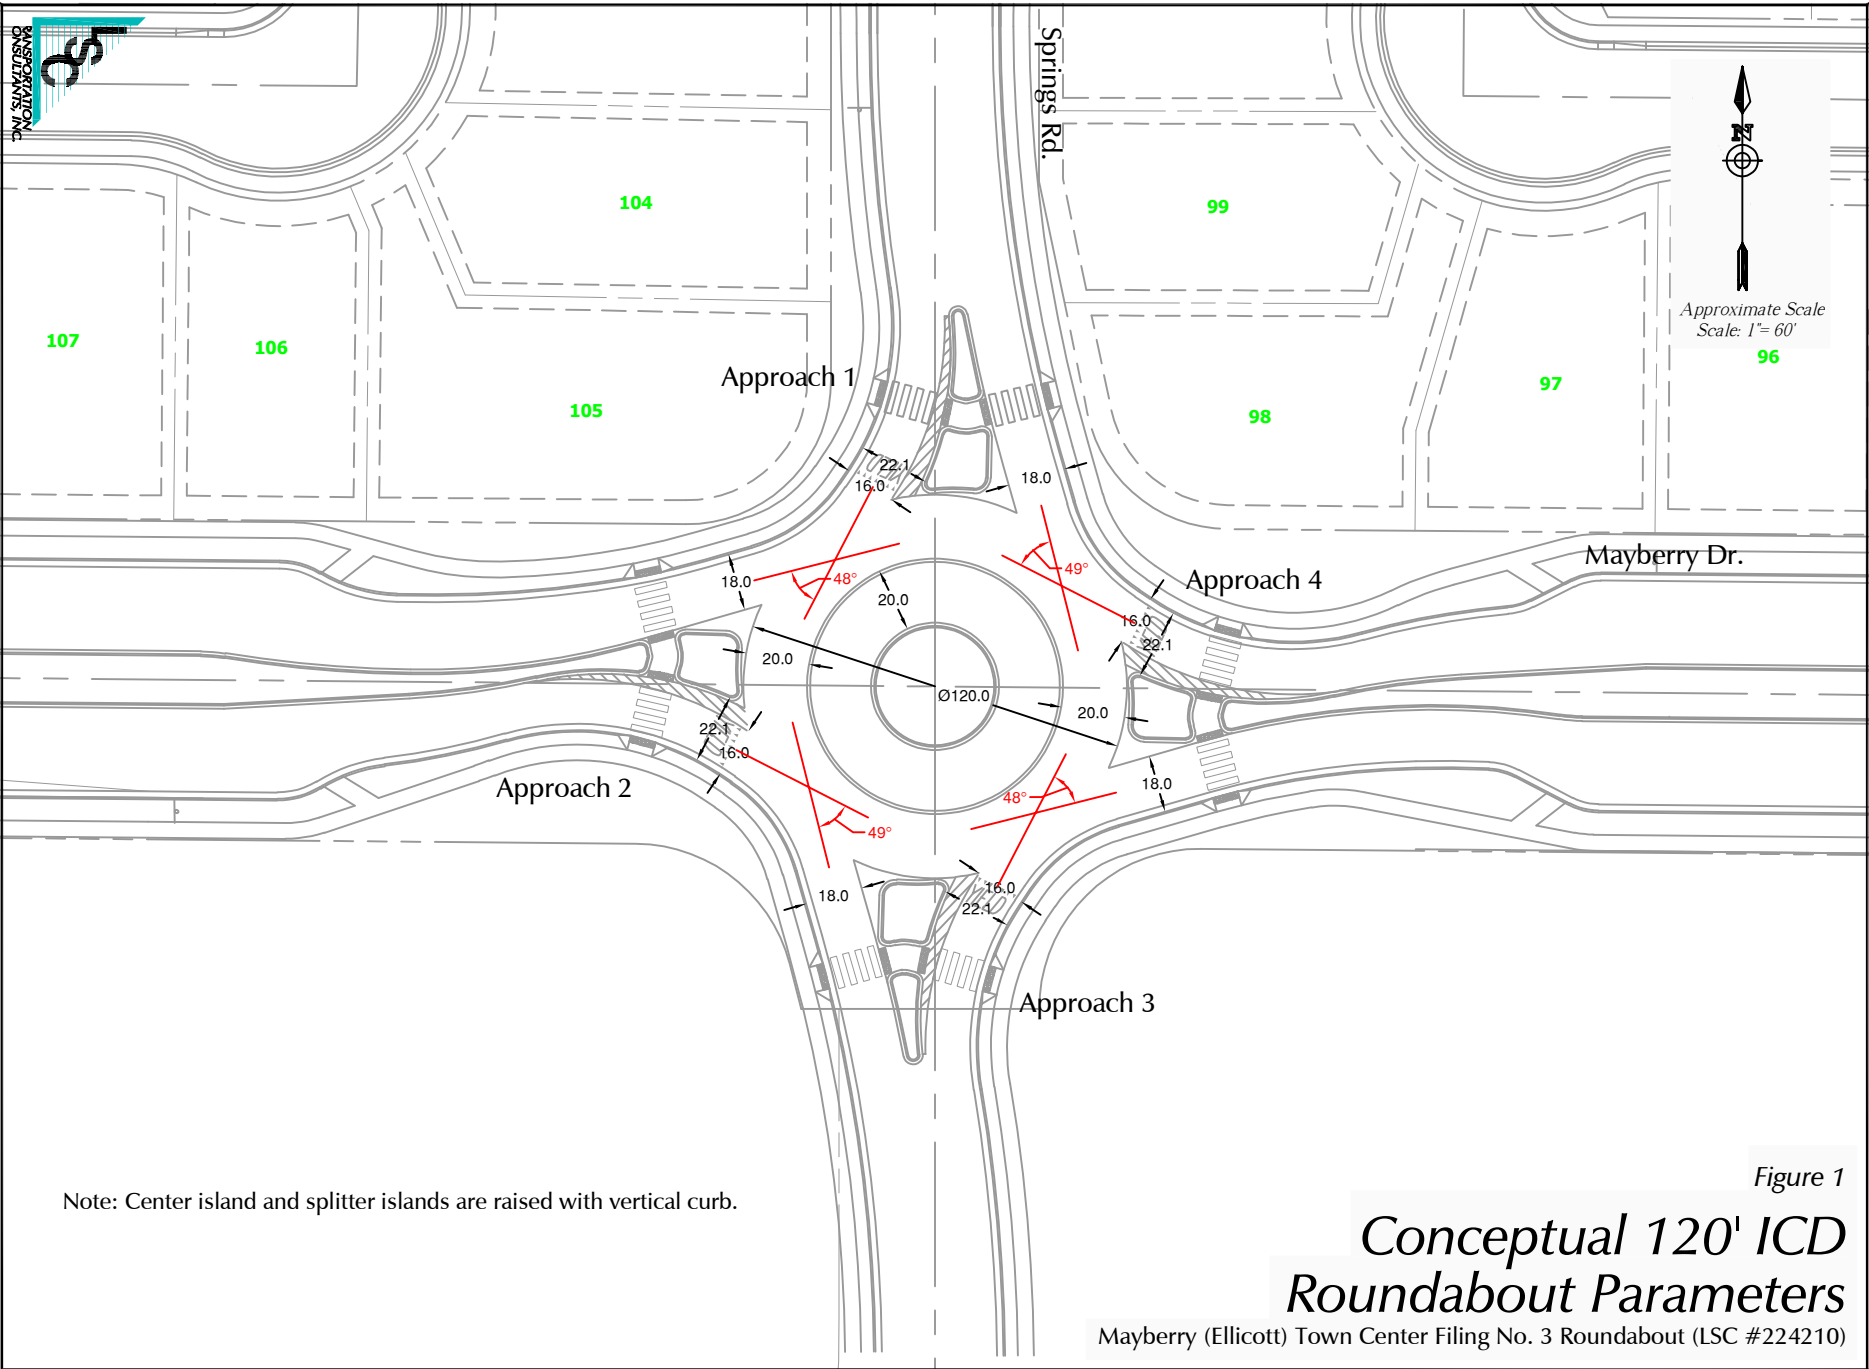 LSC
TRANSPORTATION
CONSULTANTS, INC.
Springs Rd.
N
Approximate Scale
Scale: 1"= 60'
104
99
107
106
105
98
97
96
Approach 1
22.1
16.0
18.0
Mayberry Dr.
Approach 4
18.0
48°
49°
20.0
16.0
22.1
20.0
Ø120.0
20.0
22.1
16.0
Approach 2
18.0
48°
49°
18.0
16.0
22.1
Approach 3
Note: Center island and splitter islands are raised with vertical curb.
Figure 1
Conceptual 120' ICD
Roundabout Parameters
Mayberry (Ellicott) Town Center Filing No. 3 Roundabout (LSC #224210)